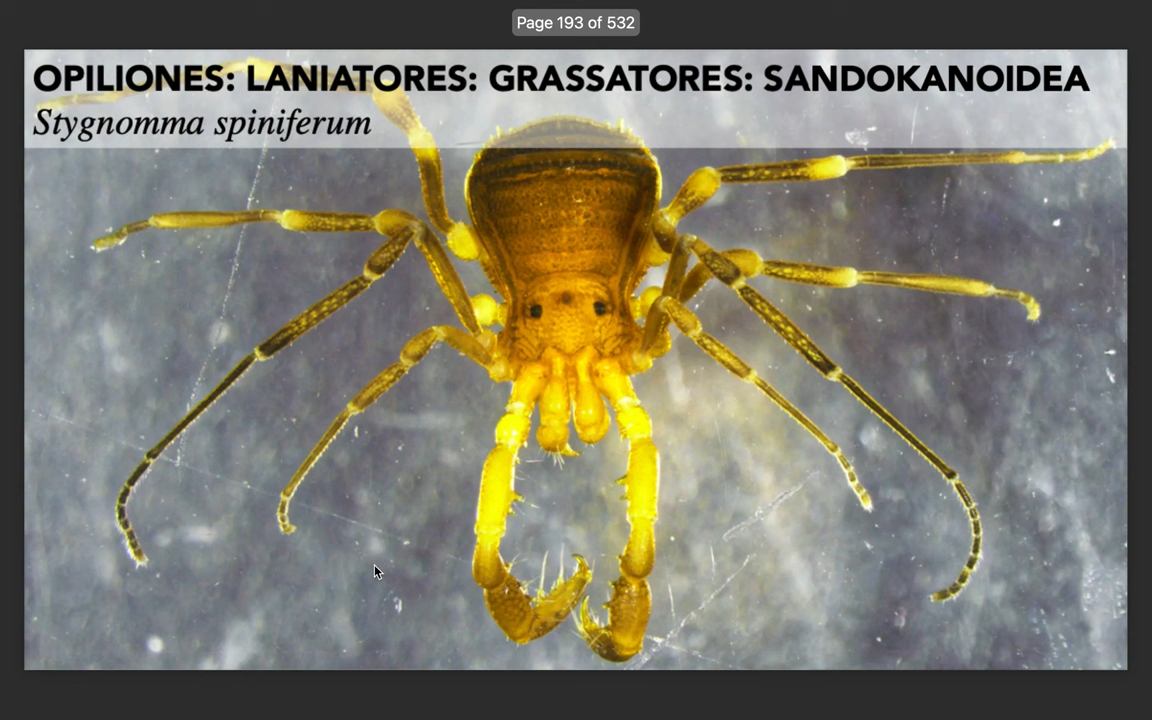 Page 193 of 532
OPILIONES: LANIATORES: GRASSATORES: SANDOKANOIDEA
Stygnomma spiniferum